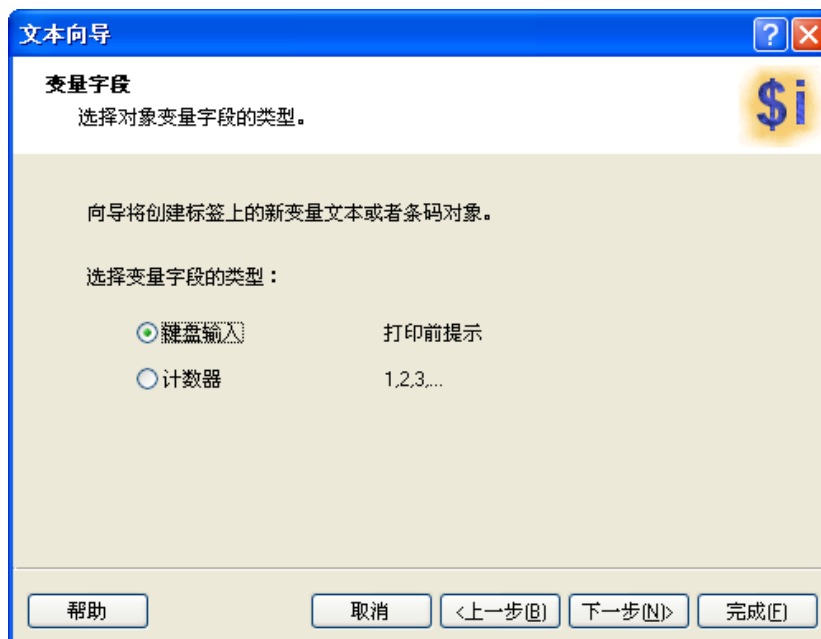 文本向导
?
变量字段
选择对象变量字段的类型。
$i
向导将创建标签上的新变量文本或者条码对象。
选择变量字段的类型：
键盘输入 打印前提示
计数器 1,2,3,...
帮助 取消 <上一步(B) 下一步(N)> 完成(F)